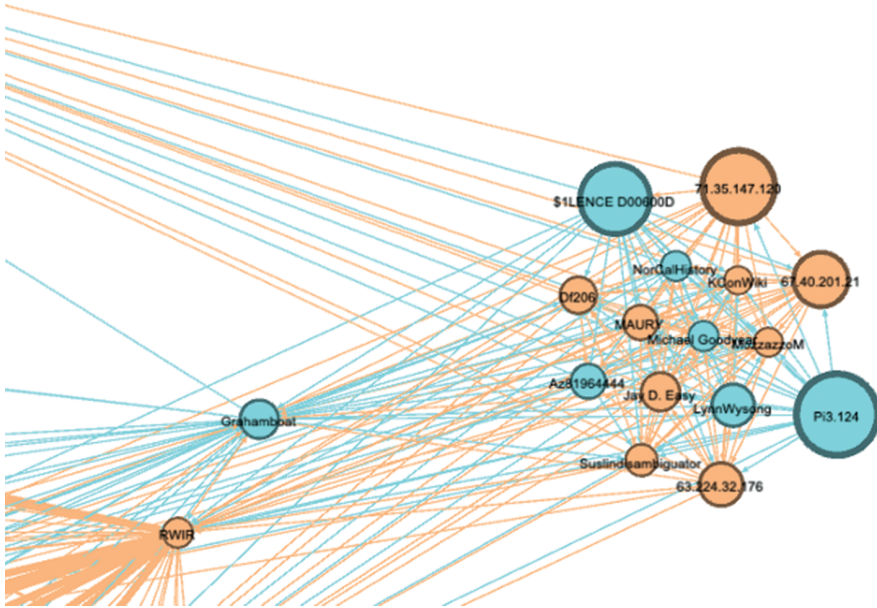 71.35.147.120
$1LENCE D00600D
NorCalHistory
67.40.201.21
KConWiki
Df206
MAURY
Michael Goodyear
MozzazzoM
Az81964444
Jay D. Easy
LynnWysong
Pi3.124
Grahamboat
Suslindisambiguator
63.224.32.176
RWIR